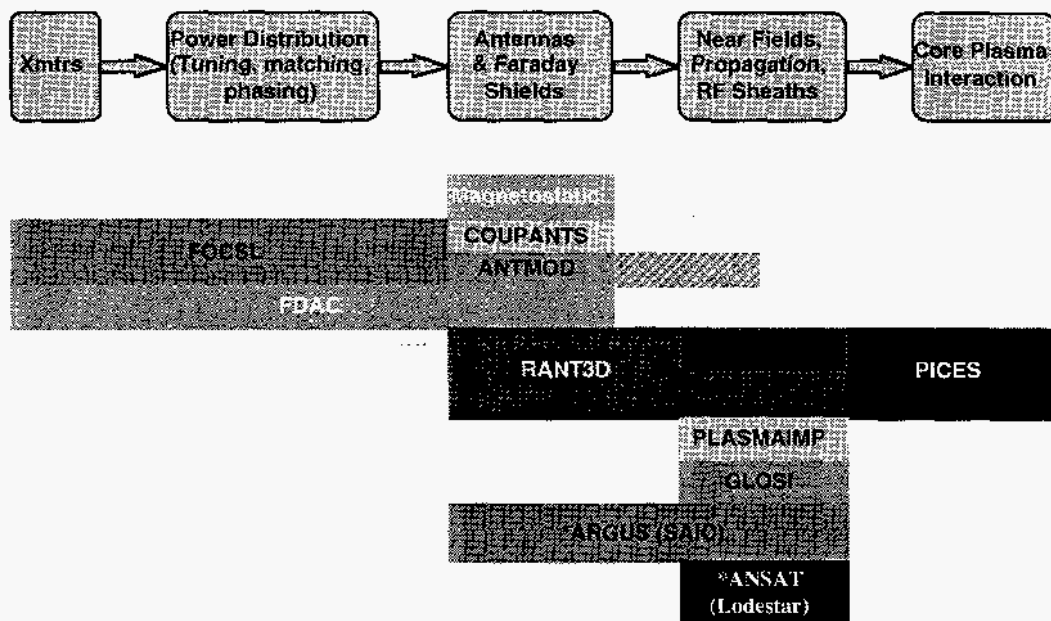 Xmtrs
Power Distribution
(Tuning, matching,
phasing)
Antennas
& Faraday
Shields
Near Fields,
Propagation,
RF Sheaths
Core Plasma
Interaction
Magnetostatic
FOCSL
COUPANTS
ANTMOD
FDAC
RANT3D
PICES
PLASMAIMP
GLOSI
*ARGUS (SAIC)
*ANSAT
(Lodestar)